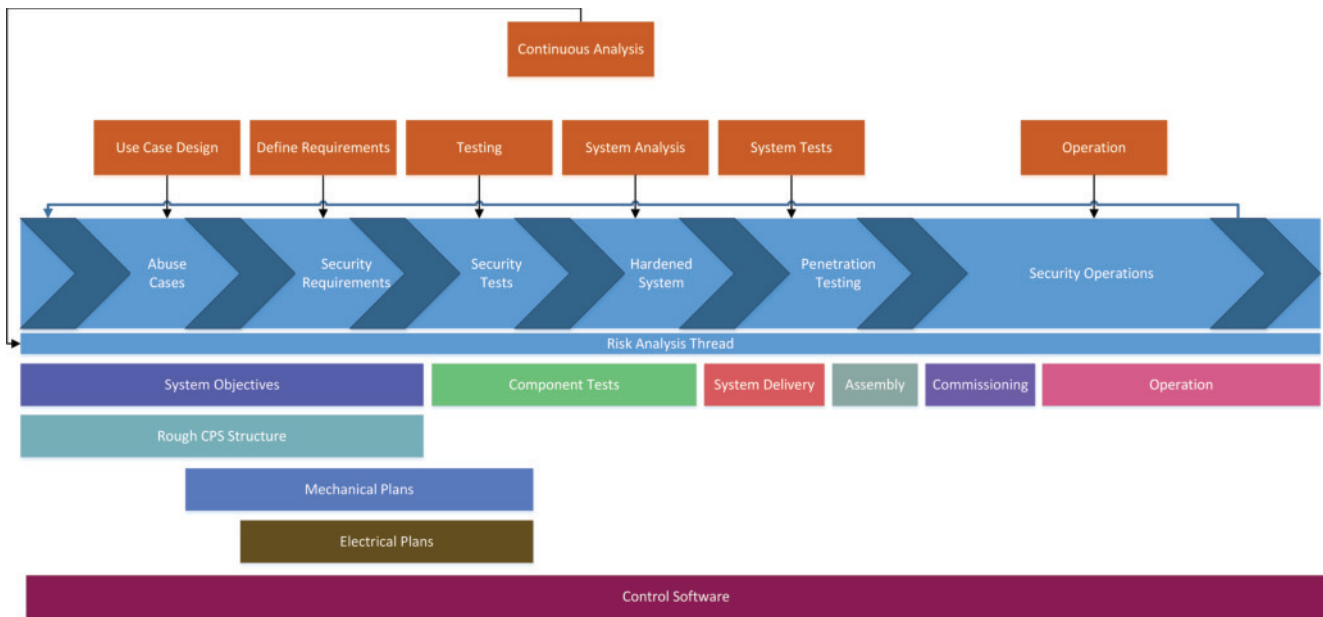 Continuous Analysis
Use Case Design
Define Requirements
Testing
System Analysis
System Tests
Operation
Abuse
Cases
Security
Requirements
Security
Tests
Hardened
System
Penetration
Testing
Security Operations
Risk Analysis Thread
System Objectives
Component Tests
System Delivery
Assembly
Commissioning
Operation
Rough CPS Structure
Mechanical Plans
Electrical Plans
Control Software